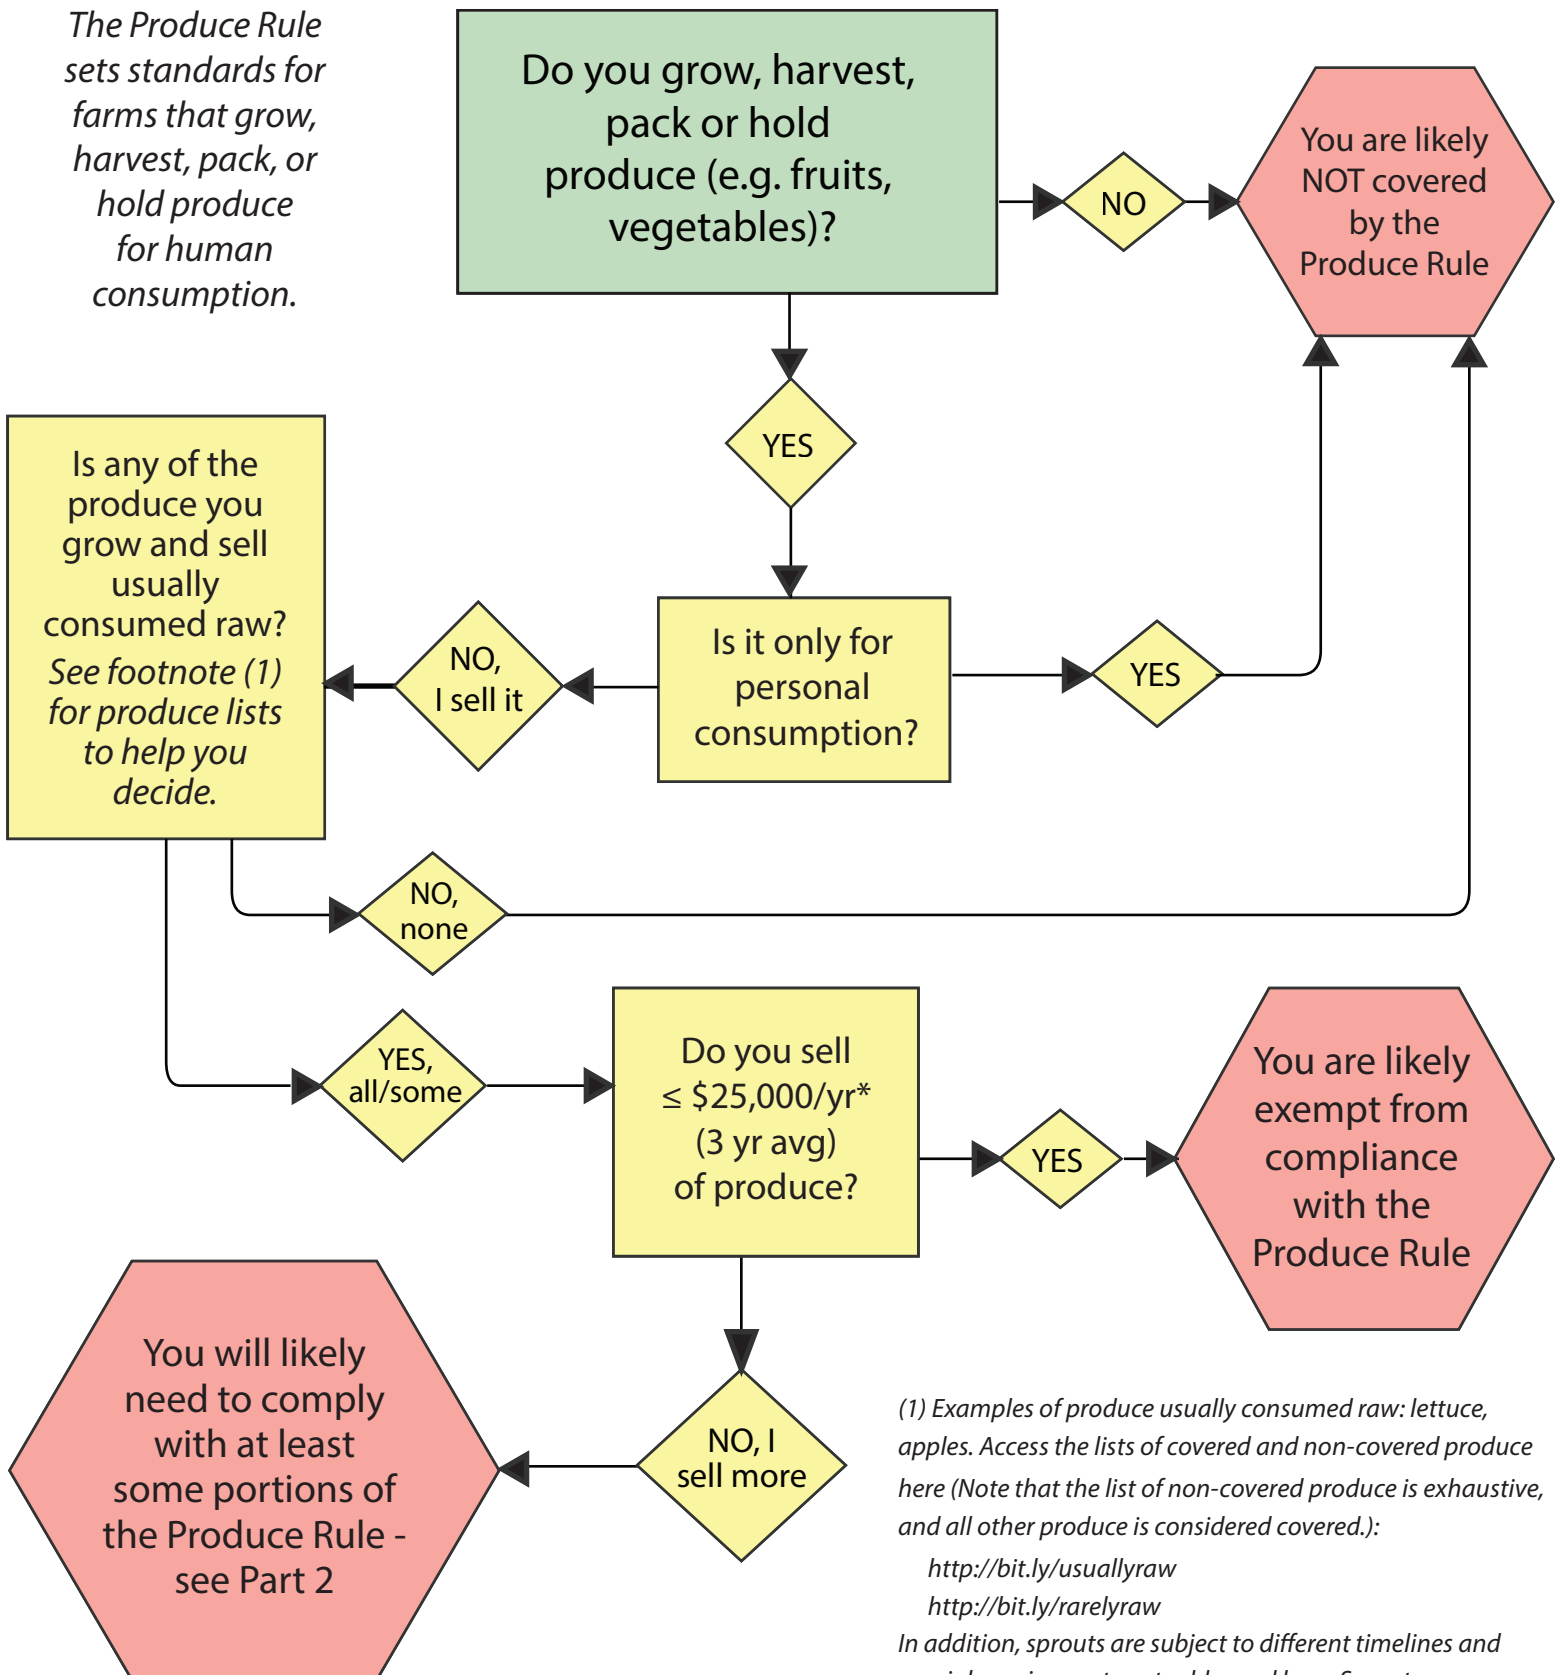 The Produce Rule
sets standards for
farms that grow,
harvest, pack, or
hold produce
for human
consumption.
Do you grow, harvest,
pack or hold
produce (e.g. fruits,
vegetables)?
NO
You are likely
NOT covered
by the
Produce Rule
YES
Is it only for
personal
consumption?
YES
NO,
I sell it
Is any of the
produce you
grow and sell
usually
consumed raw?
See footnote (1)
for produce lists
to help you
decide.
NO,
none
YES,
all/some
Do you sell
≤ $25,000/yr*
(3 yr avg)
of produce?
YES
You are likely
exempt from
compliance
with the
Produce Rule
NO, I
sell more
You will likely
need to comply
with at least
some portions of
the Produce Rule -
see Part 2
(1) Examples of produce usually consumed raw: lettuce,
apples. Access the lists of covered and non-covered produce
here (Note that the list of non-covered produce is exhaustive,
and all other produce is considered covered.):
http://bit.ly/usuallyraw
http://bit.ly/rarelyraw
In addition, sprouts are subject to different timelines and